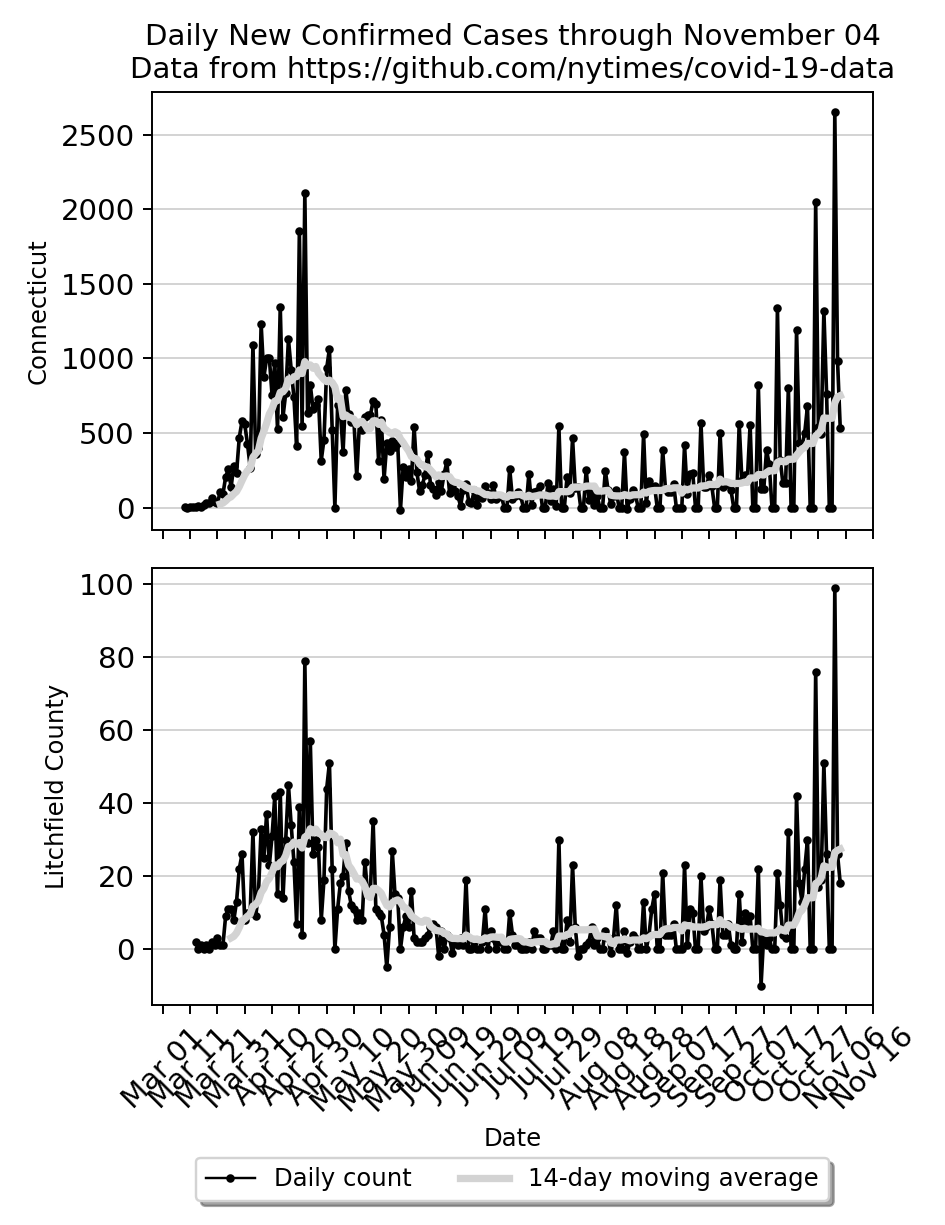 Daily New Confirmed Cases through November 04
Data from https://github.com/nytimes/covid-19-data
Connecticut
2500
2000
1500
1000
500
0
Litchfield County
100
80
60
40
20
0
Mar 01
Mar 11
Mar 21
Mar 31
Apr 10
Apr 20
Apr 30
May 10
May 20
May 30
Jun 09
Jun 19
Jun 29
Jul 09
Jul 19
Jul 29
Aug 08
Aug 18
Aug 28
Sep 07
Sep 17
Sep 27
Oct 07
Oct 17
Oct 27
Nov 06
Nov 16
Date
Daily count 14-day moving average